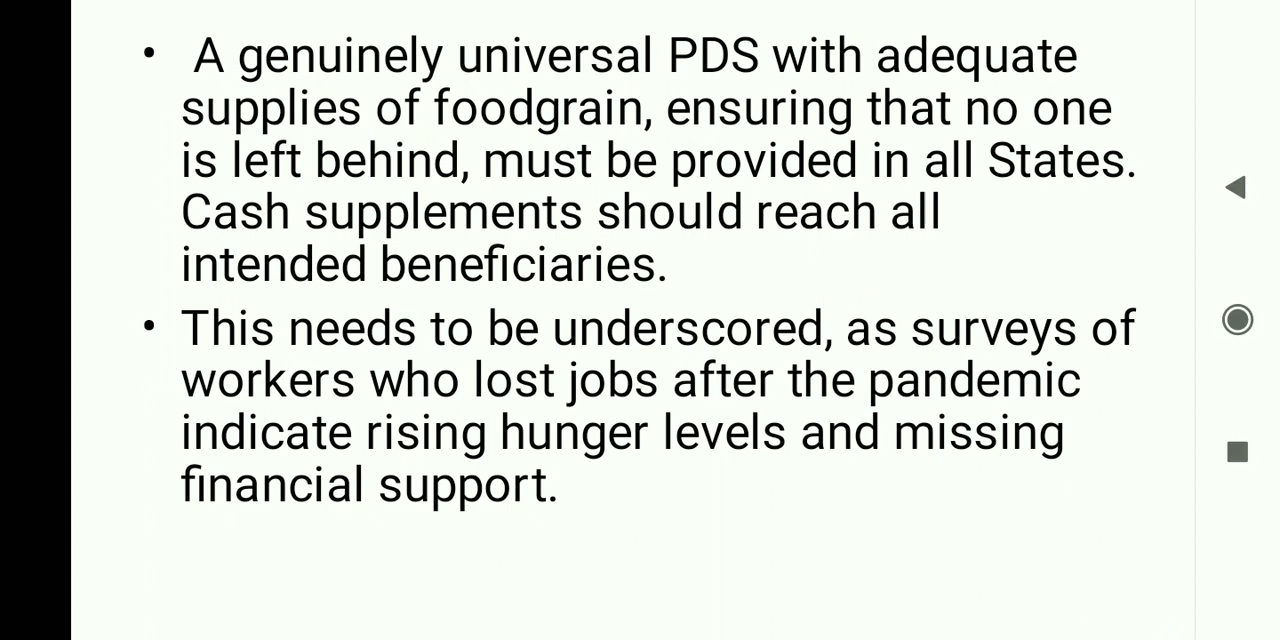 • A genuinely universal PDS with adequate
supplies of foodgrain, ensuring that no one
is left behind, must be provided in all States.
Cash supplements should reach all
intended beneficiaries.
• This needs to be underscored, as surveys of
workers who lost jobs after the pandemic
indicate rising hunger levels and missing
financial support.